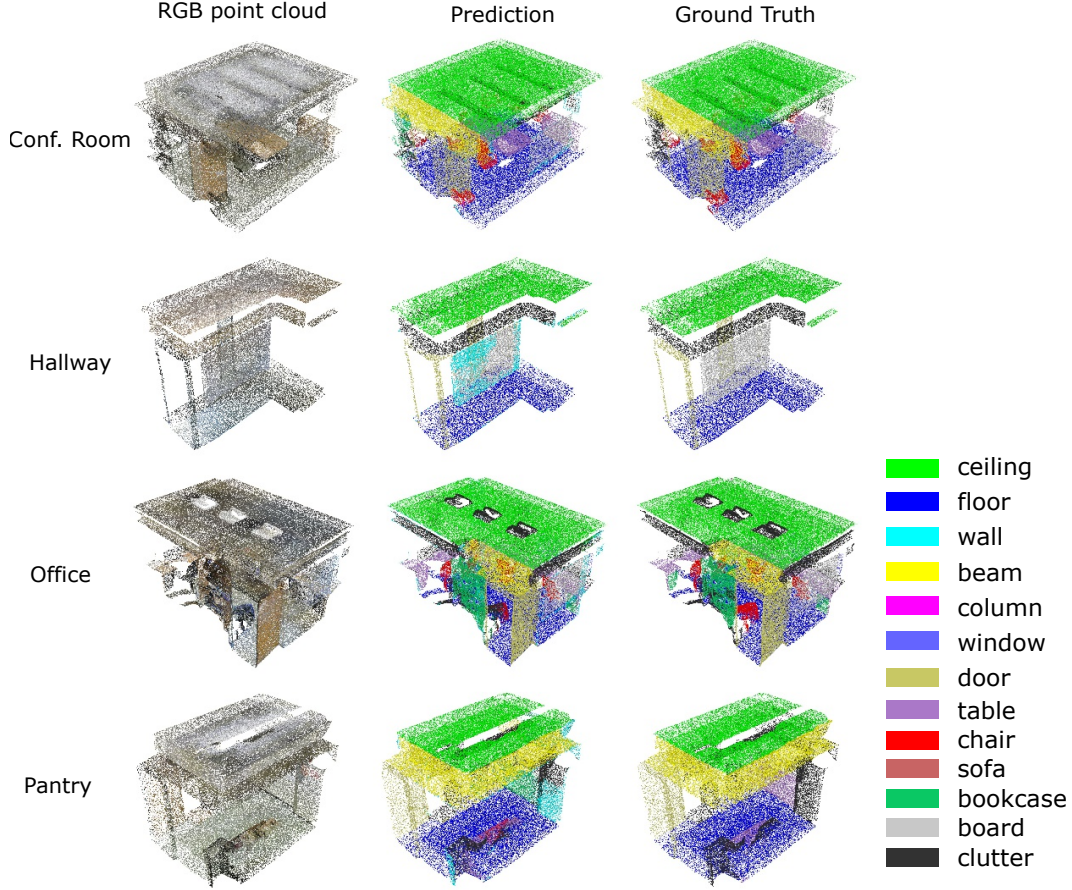 RGB point cloud
Prediction
Ground Truth
Conf. Room
Hallway
Office
Pantry
ceiling
floor
wall
beam
column
window
door
table
chair
sofa
bookcase
board
clutter